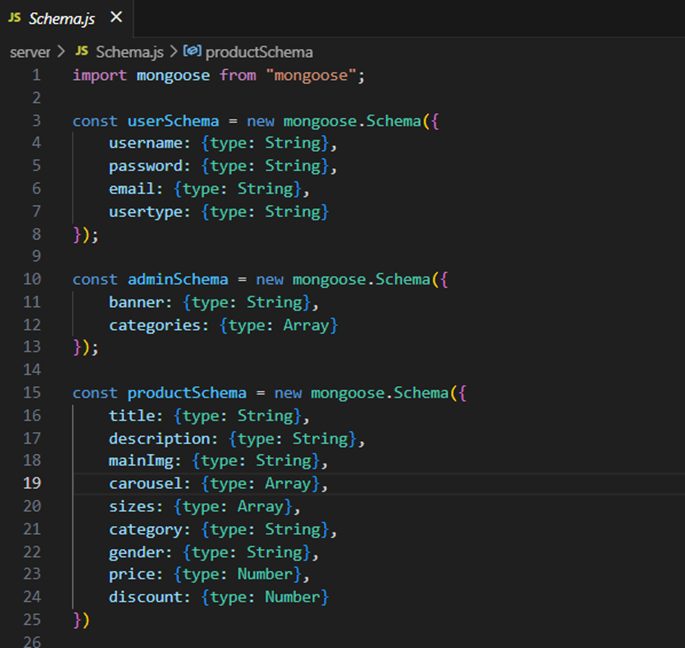 JS Schema.js ×
server > JS Schema.js > productSchema
1 import mongoose from "mongoose";
2
3 const userSchema = new mongoose.Schema({
4     username: {type: String},
5     password: {type: String},
6     email: {type: String},
7     usertype: {type: String}
8 });
9
10 const adminSchema = new mongoose.Schema({
11     banner: {type: String},
12     categories: {type: Array}
13 });
14
15 const productSchema = new mongoose.Schema({
16     title: {type: String},
17     description: {type: String},
18     mainImg: {type: String},
19     carousel: {type: Array},
20     sizes: {type: Array},
21     category: {type: String},
22     gender: {type: String},
23     price: {type: Number},
24     discount: {type: Number}
25 })
26